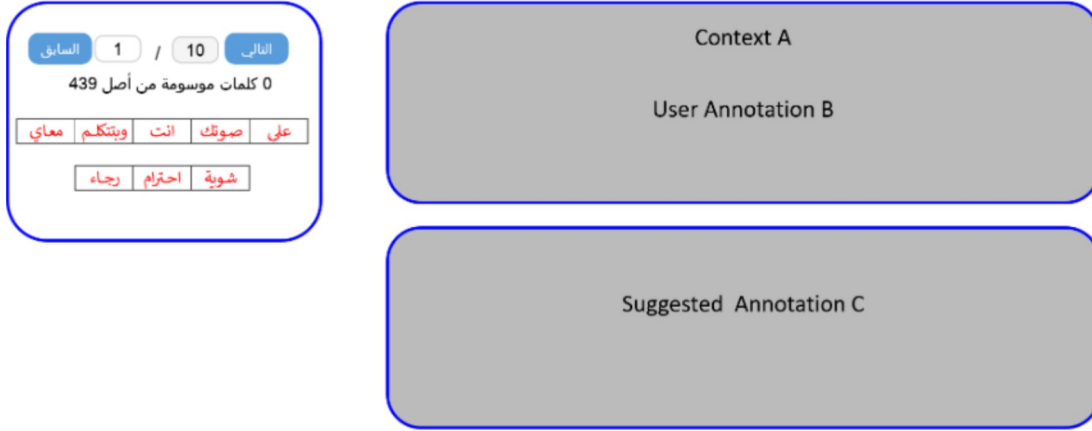 التالي 10 / 1 السابق
0 كلمات موسومة من أصل 439
على صوتك انت وبتتكلم معاي
شوية احترام رجاء
Context A
User Annotation B
Suggested Annotation C